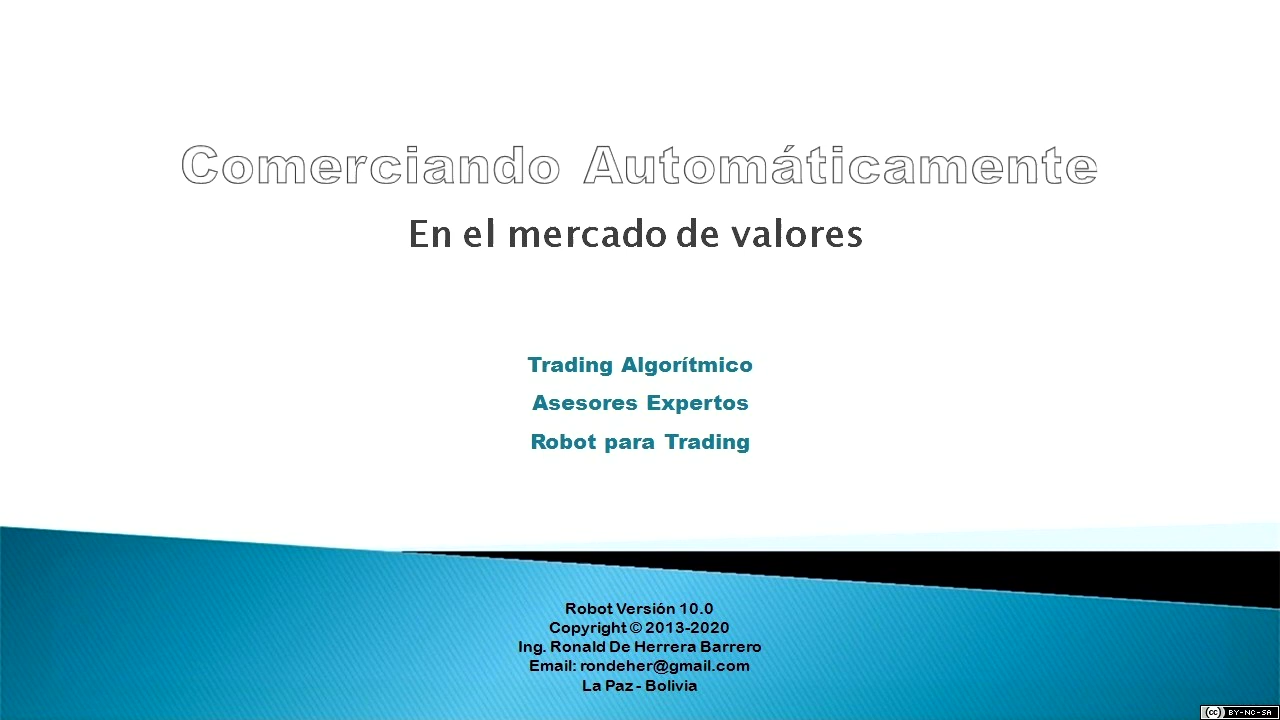 Comerciando Automáticamente
En el mercado de valores
Trading Algorítmico
Asesores Expertos
Robot para Trading
Robot Versión 10.0
Copyright © 2013-2020
Ing. Ronald De Herrera Barrero
Email: rondeher@gmail.com
La Paz - Bolivia
cc BY-NC-SA